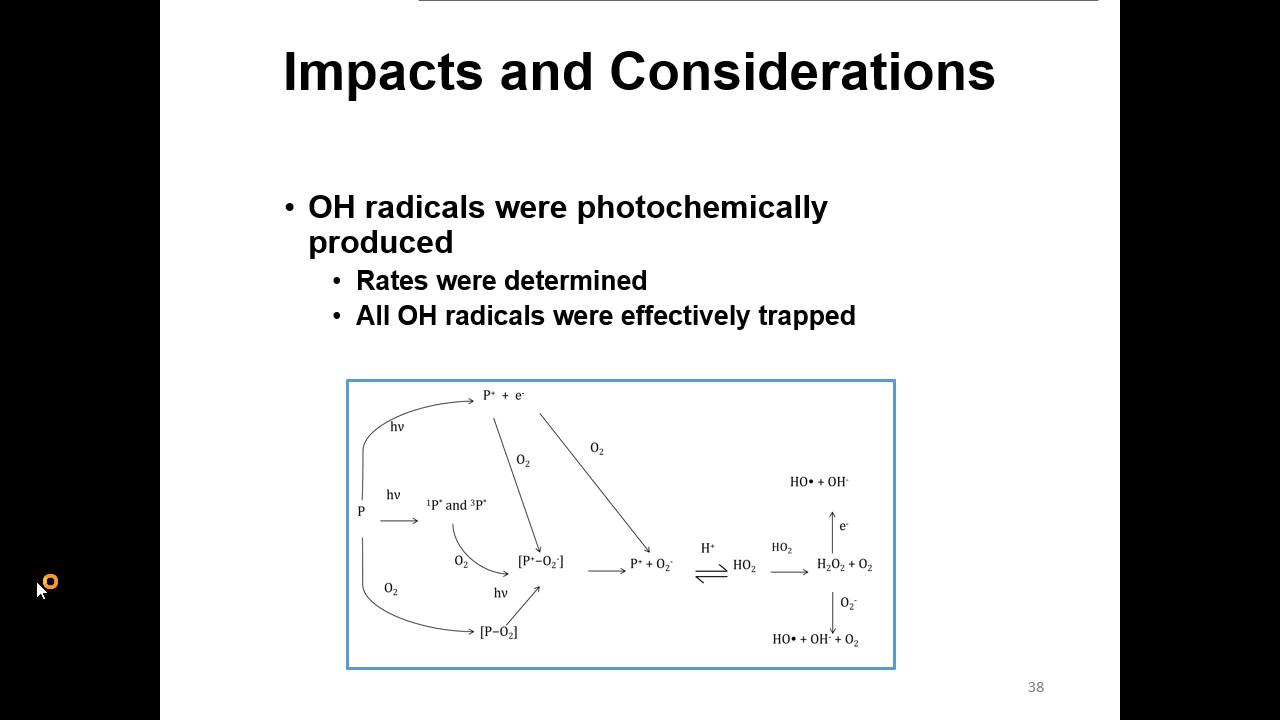 Impacts and Considerations
• OH radicals were photochemically
produced
• Rates were determined
• All OH radicals were effectively trapped
P⁺ + e⁻
hν
O₂
O₂
HO• + OH⁻
hν
¹P* and ³P*
P
e⁻
O₂
[P⁺–O₂⁻]
P⁺ + O₂⁻
H⁺
HO₂
HO₂
H₂O₂ + O₂
O₂
hν
O₂⁻
[P–O₂]
HO• + OH⁻ + O₂
38